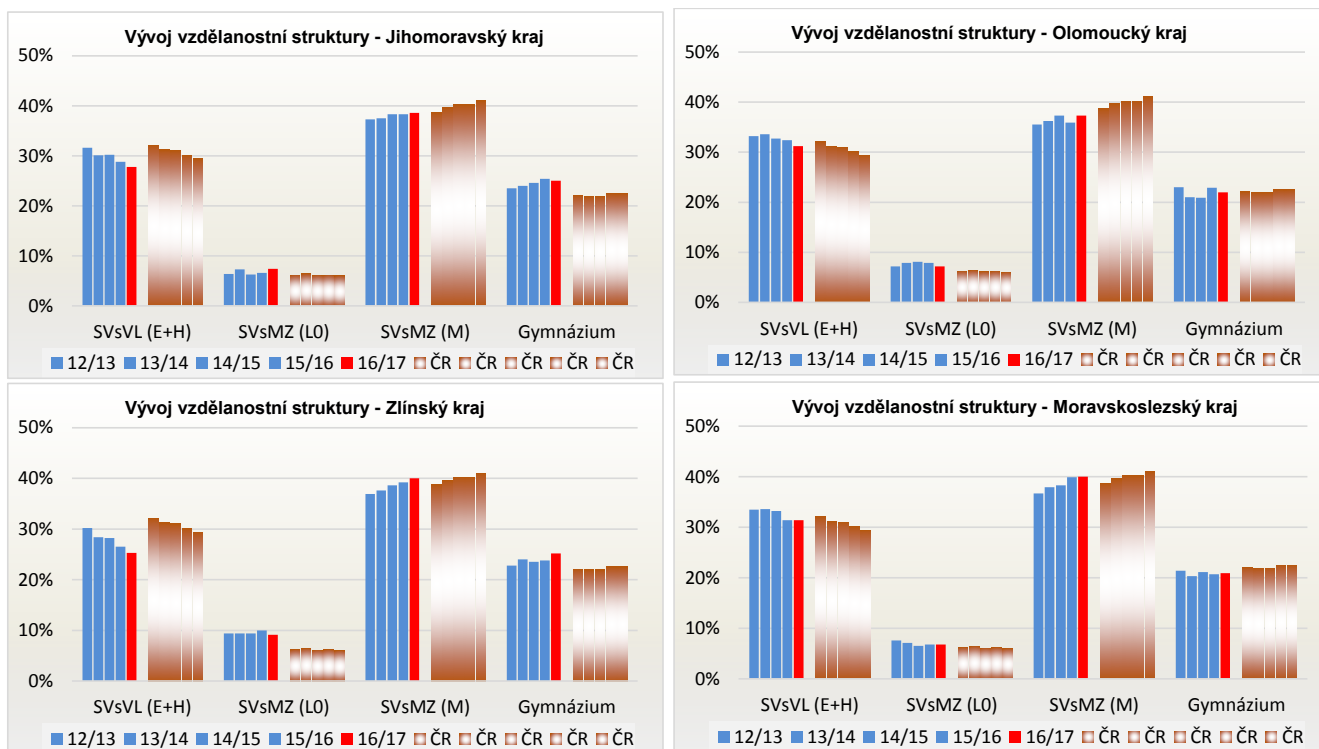 Vývoj vzdělanostní struktury - Jihomoravský kraj
50%
40%
30%
20%
10%
0%
SVsVL (E+H) SVsMZ (L0) SVsMZ (M) Gymnázium
12/13 13/14 14/15 15/16 16/17 ČR ČR ČR ČR ČR
Vývoj vzdělanostní struktury - Olomoucký kraj
50%
40%
30%
20%
10%
0%
SVsVL (E+H) SVsMZ (L0) SVsMZ (M) Gymnázium
12/13 13/14 14/15 15/16 16/17 ČR ČR ČR ČR ČR
Vývoj vzdělanostní struktury - Zlínský kraj
50%
40%
30%
20%
10%
0%
SVsVL (E+H) SVsMZ (L0) SVsMZ (M) Gymnázium
12/13 13/14 14/15 15/16 16/17 ČR ČR ČR ČR ČR
Vývoj vzdělanostní struktury - Moravskoslezský kraj
50%
40%
30%
20%
10%
0%
SVsVL (E+H) SVsMZ (L0) SVsMZ (M) Gymnázium
12/13 13/14 14/15 15/16 16/17 ČR ČR ČR ČR ČR